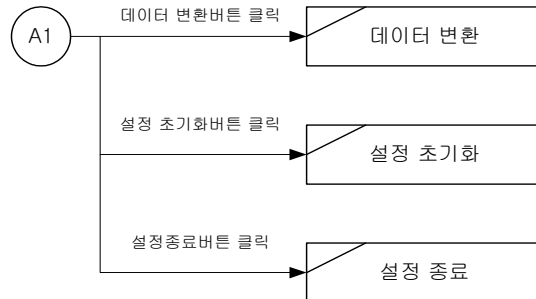 데이터 변환버튼 클릭
A1
데이터 변환
설정 초기화버튼 클릭
설정 초기화
설정종료버튼 클릭
설정 종료